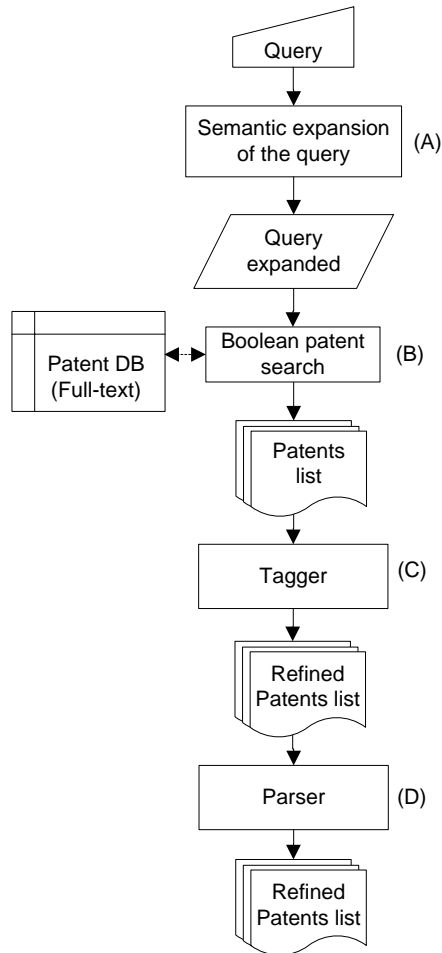 Query
Semantic expansion
of the query
(A)
Query
expanded
Patent DB
(Full-text)
Boolean patent
search
(B)
Patents
list
Tagger
(C)
Refined
Patents list
Parser
(D)
Refined
Patents list